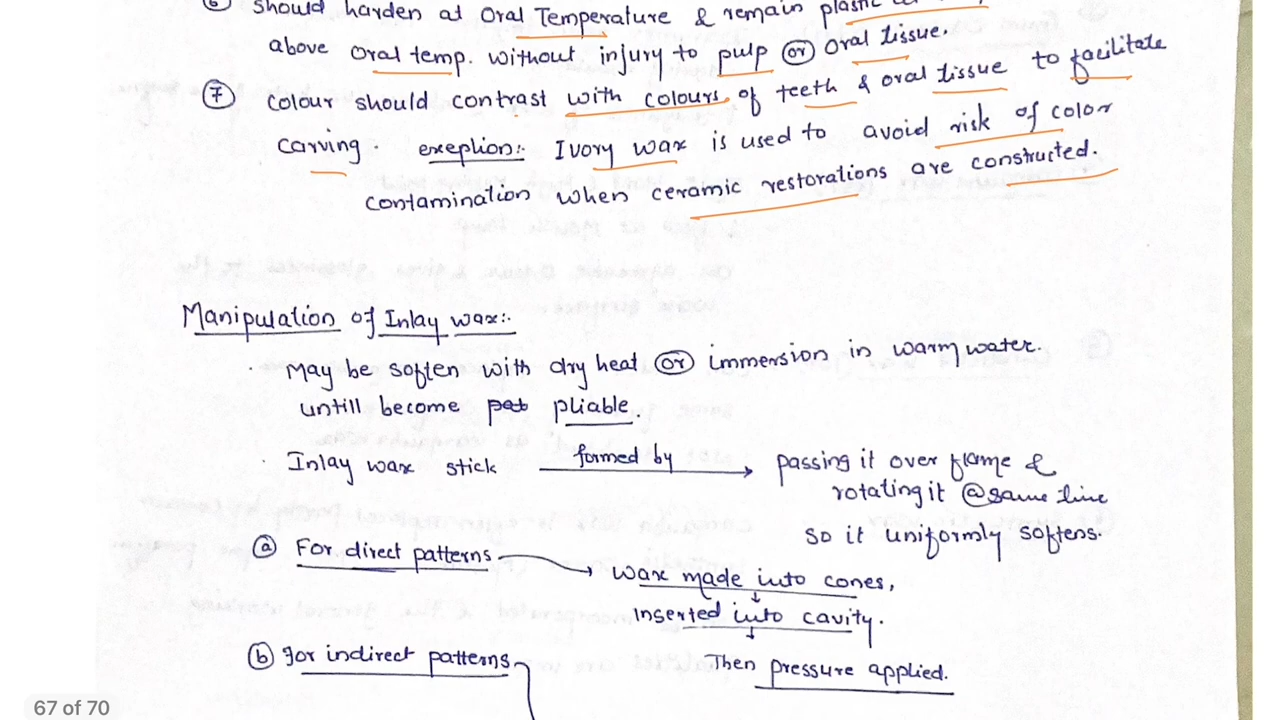 ⑥ Should harden at Oral Temperature & remain plastic
above Oral temp. without injury to pulp (or) Oral tissue.
⑦ Colour should contrast with colours of teeth & oral tissue to facilitate
carving. exeption:- Ivory wax is used to avoid risk of color
contamination when ceramic restorations are constructed.
Manipulation of Inlay wax:-
· May be soften with dry heat (or) immersion in warm water.
untill become pliable.
· Inlay wax stick formed by → passing it over flame &
rotating it @ same time
so it uniformly softens.
ⓐ For direct patterns → wax made into cones,
↓
Inserted into cavity.
↓
Then pressure applied.
ⓑ for indirect patterns
67 of 70